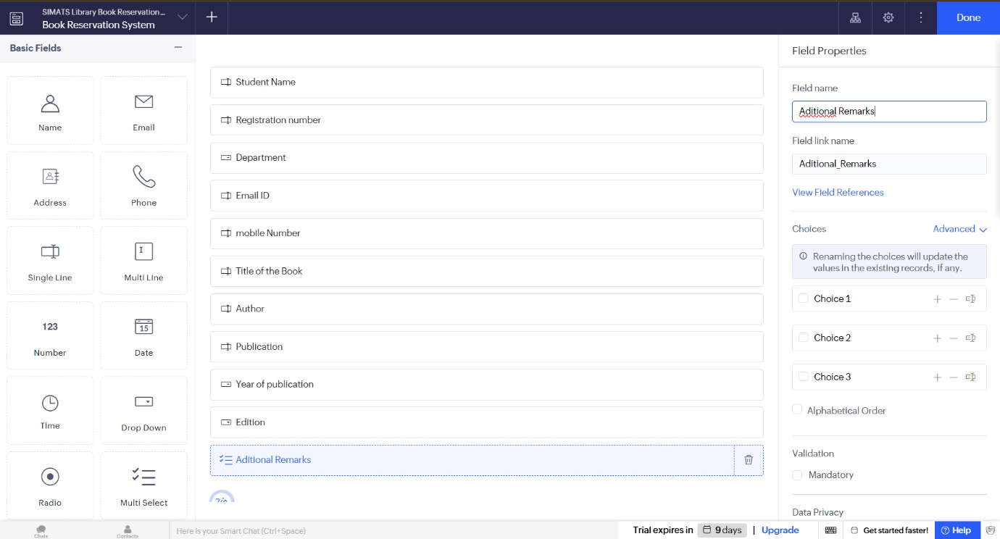 SIMATS Library Book Reservation...
Book Reservation System
Done
Basic Fields
Name
Email
Address
Phone
Single Line
Multi Line
123
Number
15
Date
Time
Drop Down
Radio
Multi Select
Student Name
Registration number
Department
Email ID
mobile Number
Title of the Book
Author
Publication
Year of publication
Edition
Aditional Remarks
Field Properties
Field name
Aditional Remarks
Field link name
Aditional_Remarks
View Field References
Choices
Advanced
Renaming the choices will update the
values in the existing records, if any.
Choice 1
Choice 2
Choice 3
Alphabetical Order
Validation
Mandatory
Data Privacy
Chats
Contacts
Here is your Smart Chat (Ctrl+Space)
Trial expires in 9 days | Upgrade
Get started faster!
Help